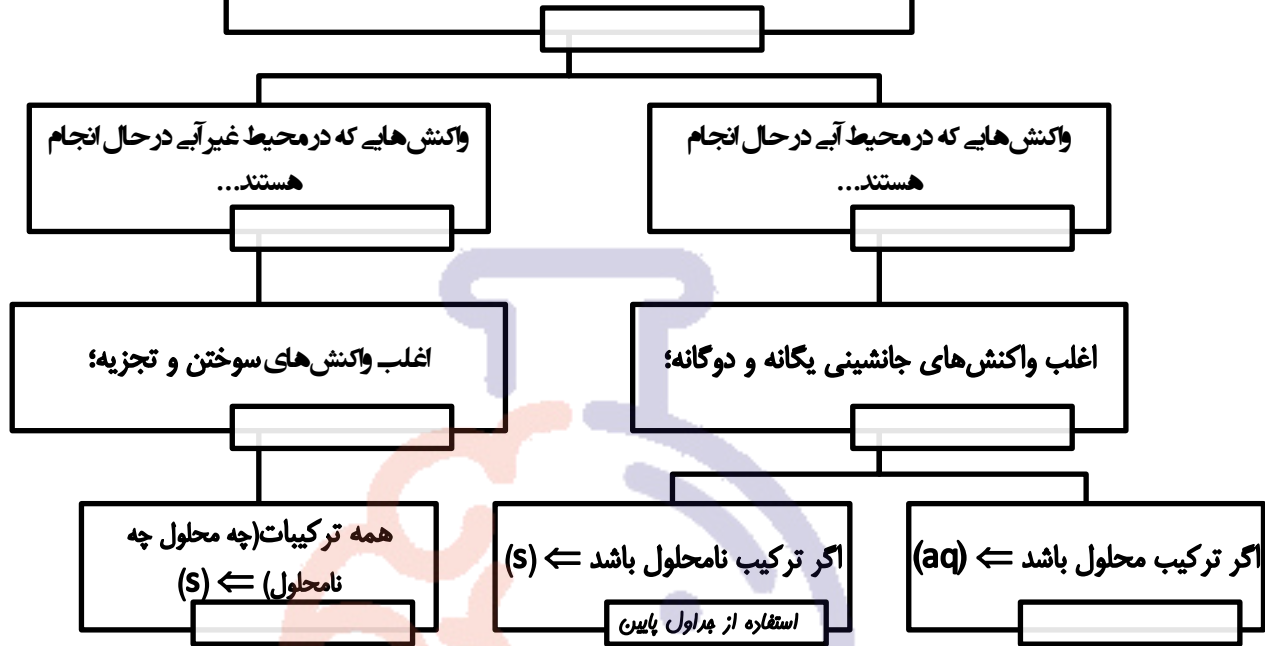 واکنش‌هایی که در محیط آبی در حال انجام
هستند...
واکنش‌هایی که در محیط غیر آبی در حال انجام
هستند...
اغلب واکنش‌های جانشینی یگانه و دوگانه؛
اغلب واکنش‌های سوختن و تجزیه؛
اگر ترکیب محلول باشد ⇐ (aq)
اگر ترکیب نامحلول باشد ⇐ (s)
استفاده از جداول پایین
همه ترکیبات(چه محلول چه
نامحلول) ⇐ (s)